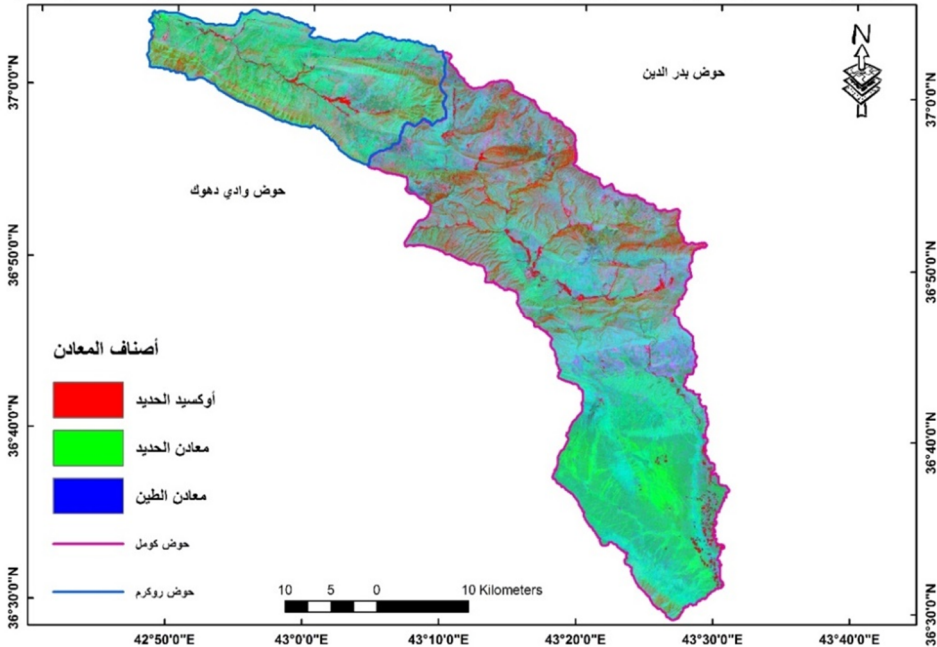 N
حوض بدر الدين
حوض وادي دهوك
أصناف المعادن
أوكسيد الحديد
معادن الحديد
معادن الطين
حوض كومل
حوض روكرم
10 5 0 10 Kilometers
37°0'0"N
36°50'0"N
36°40'0"N
36°30'0"N
37°0'0"N
36°50'0"N
36°40'0"N
36°30'0"N
42°50'0"E 43°0'0"E 43°10'0"E 43°20'0"E 43°30'0"E 43°40'0"E